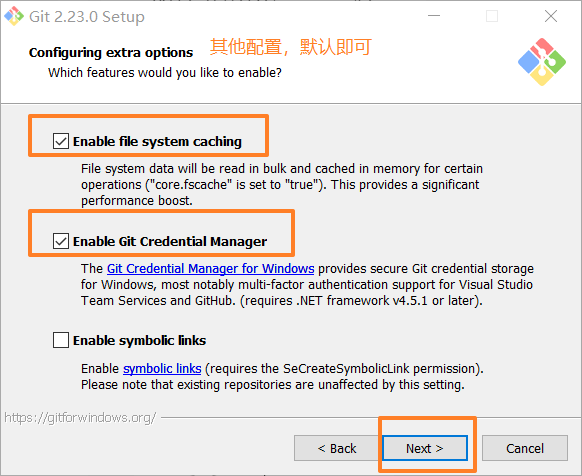 Git 2.23.0 Setup
Configuring extra options
其他配置，默认即可
Which features would you like to enable?
Enable file system caching
File system data will be read in bulk and cached in memory for certain
operations ("core.fscache" is set to "true"). This provides a significant
performance boost.
Enable Git Credential Manager
The Git Credential Manager for Windows provides secure Git credential storage
for Windows, most notably multi-factor authentication support for Visual Studio
Team Services and GitHub. (requires .NET framework v4.5.1 or later).
Enable symbolic links
Enable symbolic links (requires the SeCreateSymbolicLink permission).
Please note that existing repositories are unaffected by this setting.
https://gitforwindows.org/
< Back
Next >
Cancel